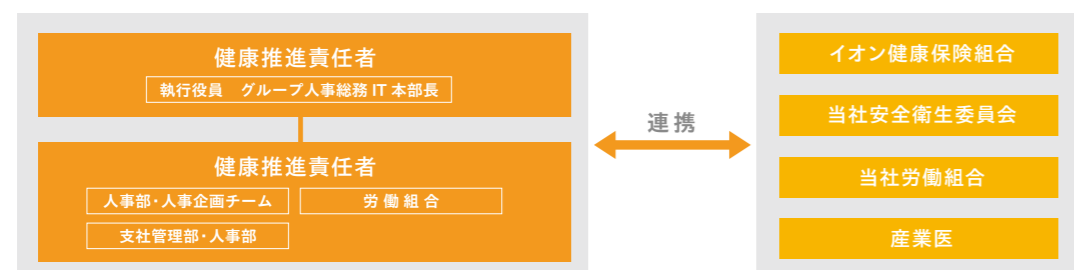 健康推進責任者
執行役員　グループ人事総務IT本部長
健康推進責任者
人事部・人事企画チーム
労働組合
支社管理部・人事部
連携
イオン健康保険組合
当社安全衛生委員会
当社労働組合
産業医